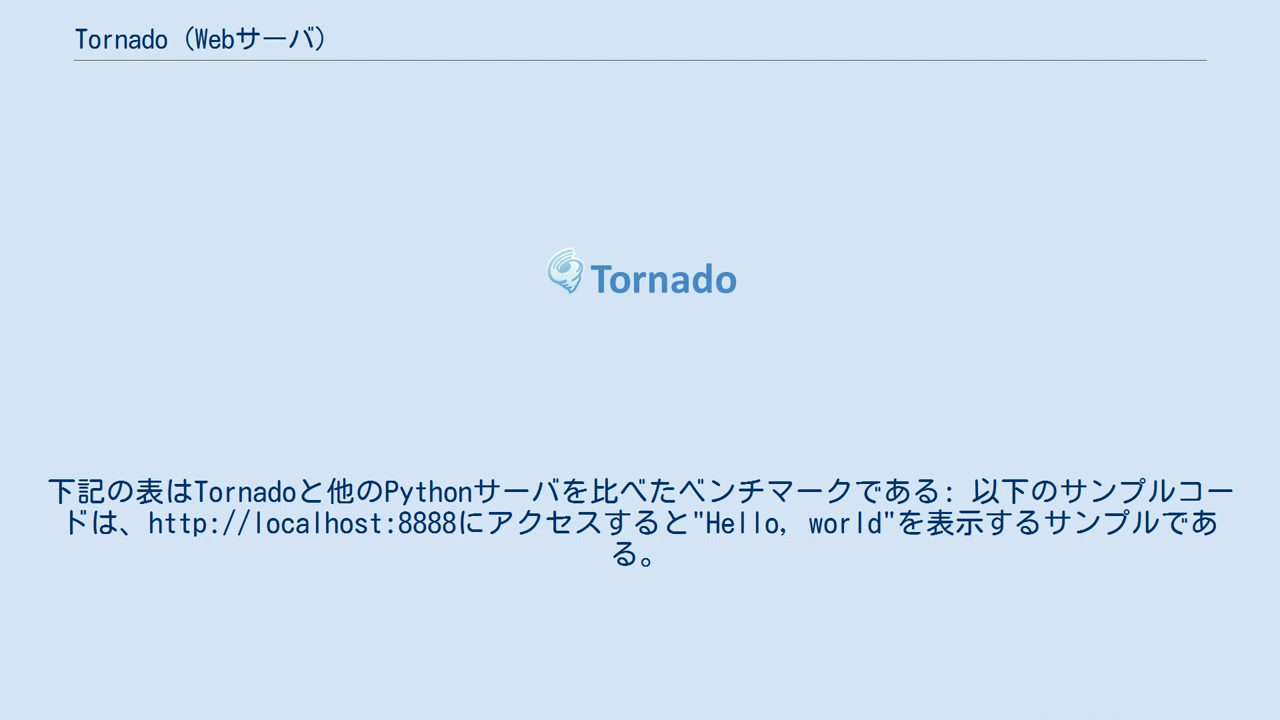 Tornado（Webサーバ）
Tornado
下記の表はTornadoと他のPythonサーバを比べたベンチマークである: 以下のサンプルコー
ドは、http://localhost:8888にアクセスすると"Hello, world"を表示するサンプルであ
る。